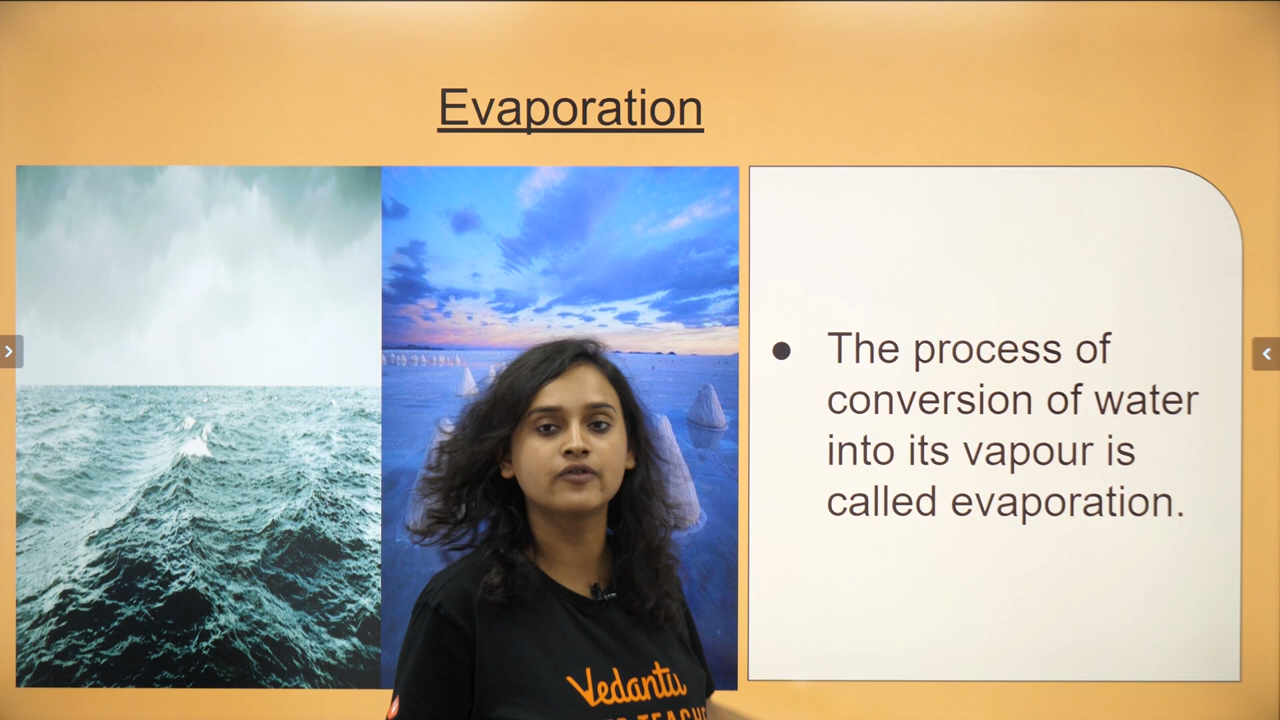 Evaporation
● The process of
conversion of water
into its vapour is
called evaporation.
Vedantu